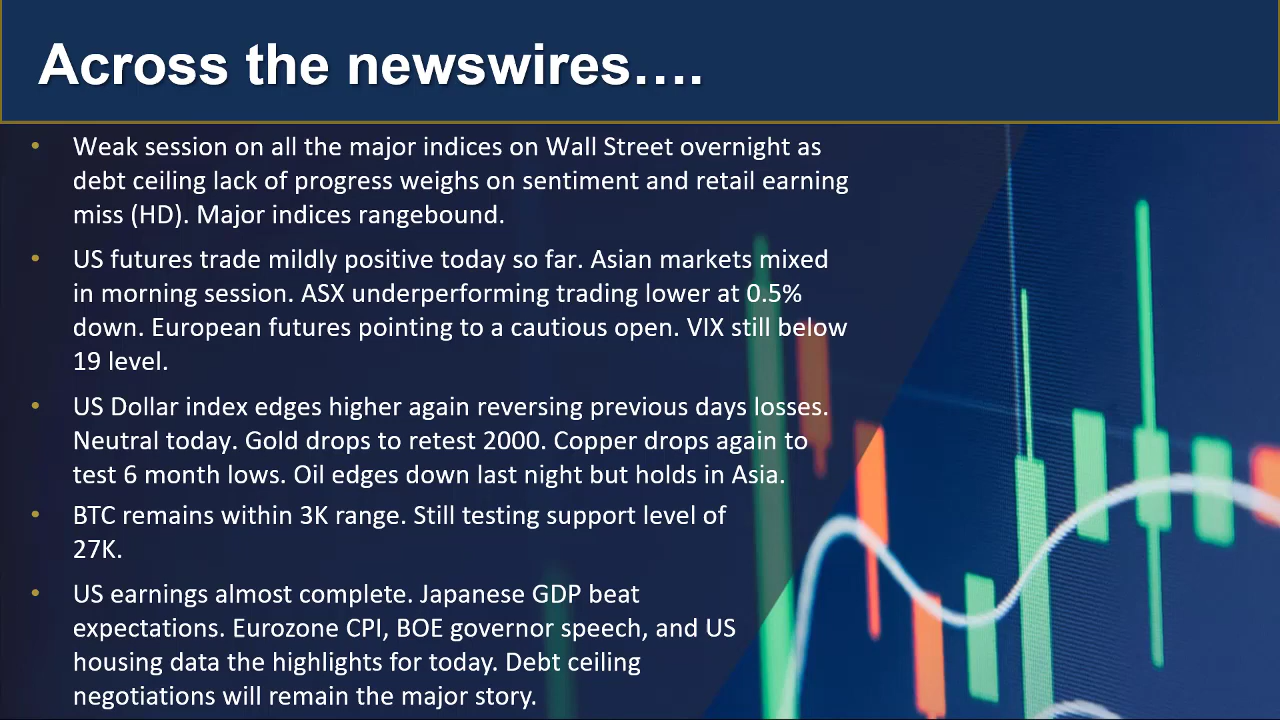 Across the newswires....
• Weak session on all the major indices on Wall Street overnight as
debt ceiling lack of progress weighs on sentiment and retail earning
miss (HD). Major indices rangebound.
• US futures trade mildly positive today so far. Asian markets mixed
in morning session. ASX underperforming trading lower at 0.5%
down. European futures pointing to a cautious open. VIX still below
19 level.
• US Dollar index edges higher again reversing previous days losses.
Neutral today. Gold drops to retest 2000. Copper drops again to
test 6 month lows. Oil edges down last night but holds in Asia.
• BTC remains within 3K range. Still testing support level of
27K.
• US earnings almost complete. Japanese GDP beat
expectations. Eurozone CPI, BOE governor speech, and US
housing data the highlights for today. Debt ceiling
negotiations will remain the major story.